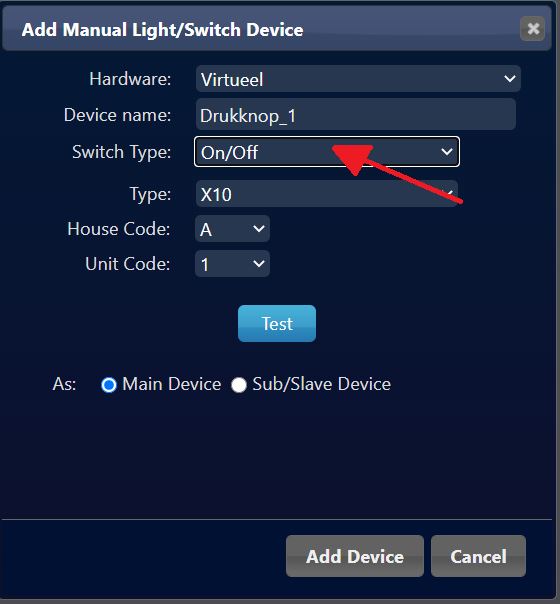 Add Manual Light/Switch Device
Hardware: Virtueel
Device name: Drukknop_1
Switch Type: On/Off
Type: X10
House Code: A
Unit Code: 1
Test
As: Main Device Sub/Slave Device
Add Device Cancel